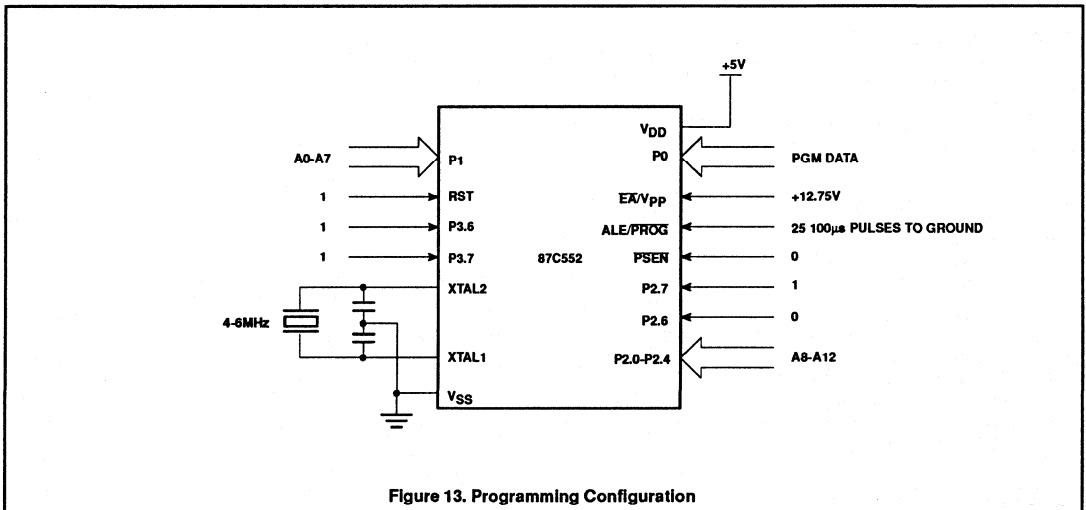 +5V
VDD
A0-A7
P1
P0
PGM DATA
1
RST
EA/VPP
+12.75V
1
P3.6
ALE/PROG
25 100µs PULSES TO GROUND
1
P3.7
87C552
PSEN
0
XTAL2
P2.7
1
4-6MHz
P2.6
0
XTAL1
P2.0-P2.4
A8-A12
VSS
Figure 13. Programming Configuration